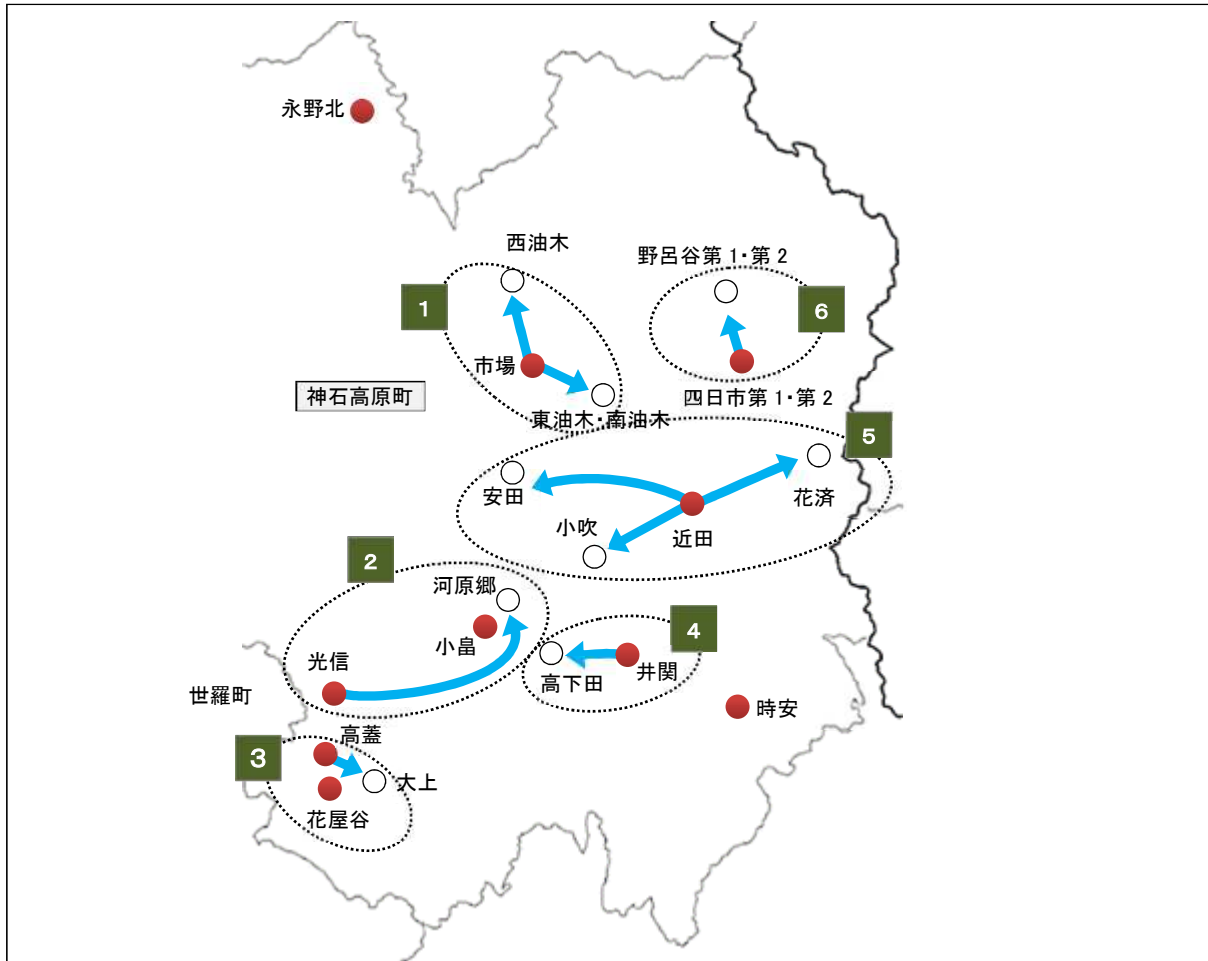 永野北
西油木
野呂谷第1・第2
1
6
市場
神石高原町
四日市第1・第2
東油木・南油木
5
安田
花済
小吹
近田
2
河原郷
小畠
4
光信
高下田
井関
世羅町
時安
高蓋
3
大上
花屋谷